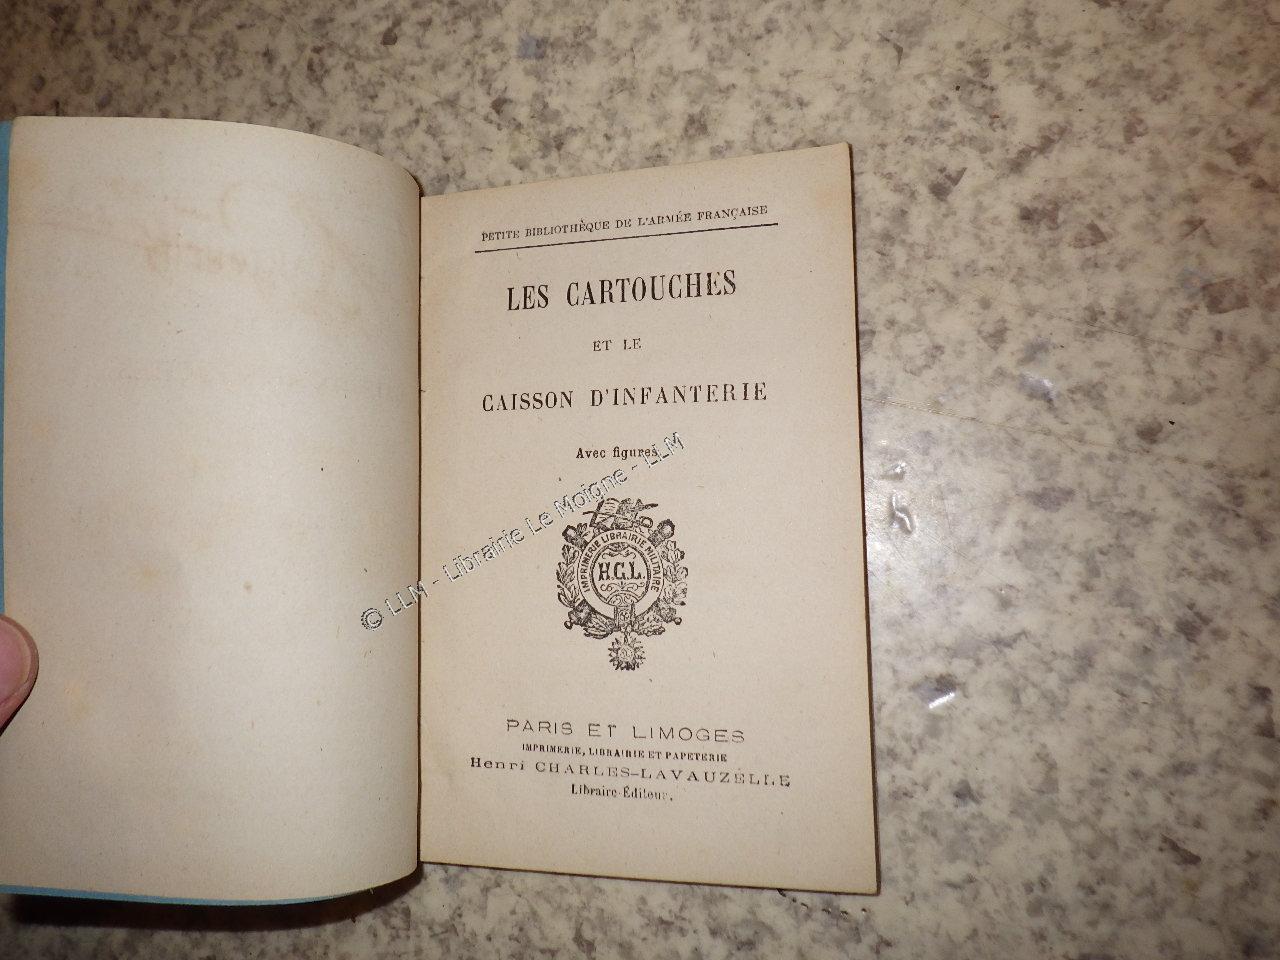 PETITE BIBLIOTHÈQUE DE L'ARMÉE FRANÇAISE
LES CARTOUCHES
ET LE
CAISSON D'INFANTERIE
Avec figures
© LLM - Librairie Le Moigne - LLM
IMPRIMERIE LIBRAIRIE MILITAIRE
H.C.L.
PARIS ET LIMOGES
IMPRIMERIE, LIBRAIRIE ET PAPETERIE
Henri CHARLES-LAVAUZELLE
Libraire-Éditeur.